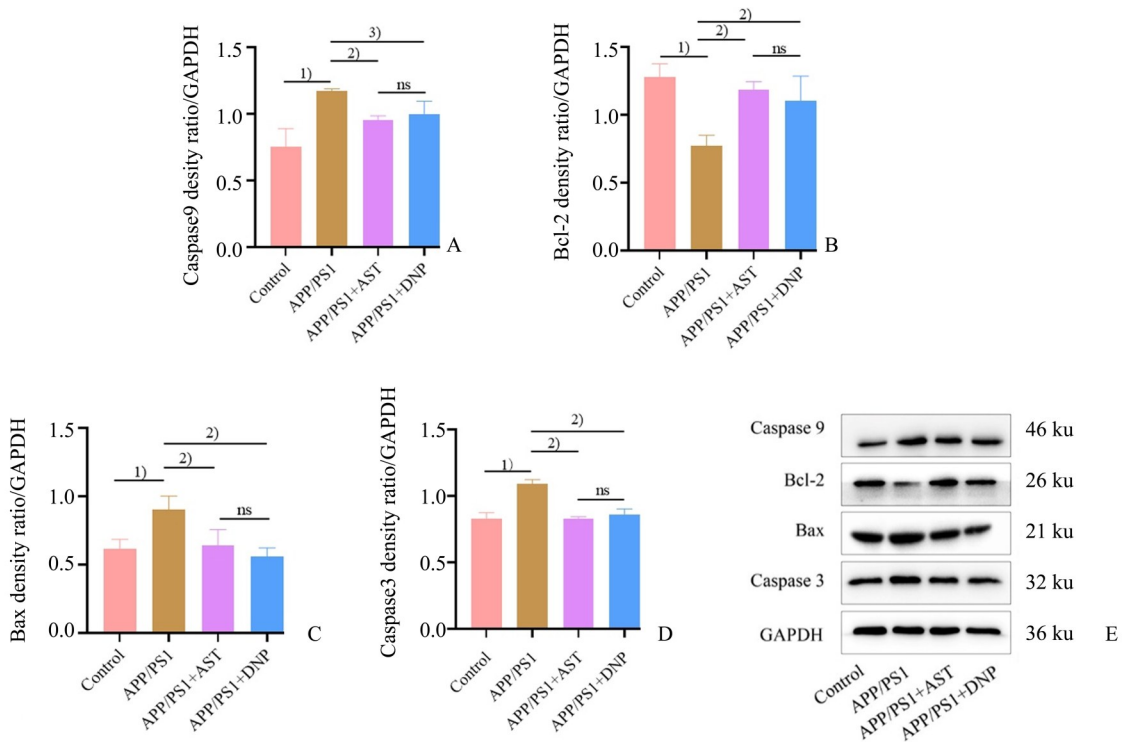 Caspase9 desity ratio/GAPDH
1.5
1.0
0.5
0.0
1)
2)
3)
ns
Control
APP/PS1
APP/PS1+AST
APP/PS1+DNP
A
Bcl-2 density ratio/GAPDH
1.5
1.0
0.5
0.0
1)
2)
2)
ns
Control
APP/PS1
APP/PS1+AST
APP/PS1+DNP
B
Bax density ratio/GAPDH
1.5
1.0
0.5
0.0
1)
2)
2)
ns
Control
APP/PS1
APP/PS1+AST
APP/PS1+DNP
C
Caspase3 density ratio/GAPDH
1.5
1.0
0.5
0.0
1)
2)
2)
ns
Control
APP/PS1
APP/PS1+AST
APP/PS1+DNP
D
Caspase 9 46 ku
Bcl-2 26 ku
Bax 21 ku
Caspase 3 32 ku
GAPDH 36 ku
Control
APP/PS1
APP/PS1+AST
APP/PS1+DNP
E